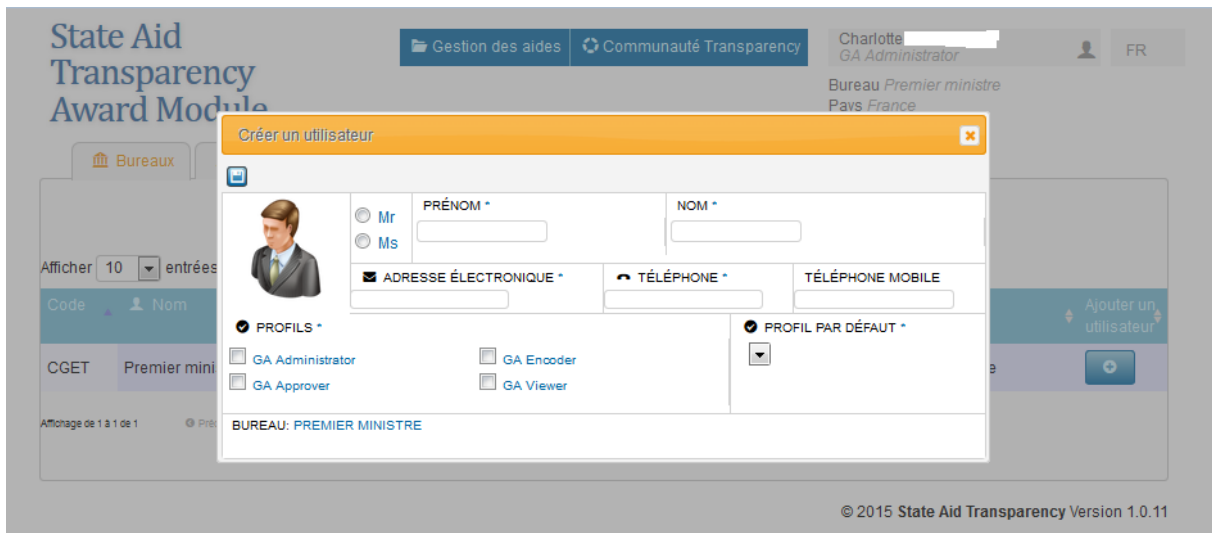 State Aid
Transparency
Award Module
Gestion des aides
Communauté Transparency
Charlotte
GA Administrator
FR
Bureau Premier ministre
Pays France
Bureaux
Créer un utilisateur
Mr
Ms
PRÉNOM *
NOM *
Afficher 10 entrées
ADRESSE ÉLECTRONIQUE *
TÉLÉPHONE *
TÉLÉPHONE MOBILE
Code
Nom
Ajouter un
utilisateur
PROFILS *
PROFIL PAR DÉFAUT *
GA Administrator
GA Encoder
CGET
Premier mini
GA Approver
GA Viewer
Affichage de 1 à 1 de 1
BUREAU: PREMIER MINISTRE
© 2015 State Aid Transparency Version 1.0.11